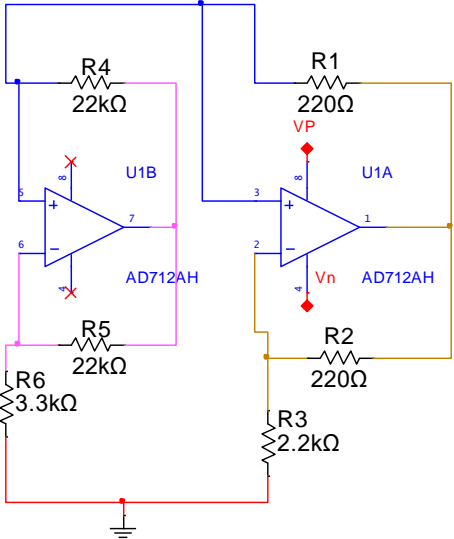 R4
22kΩ
R1
220Ω
VP
8
U1B
8
U1A
5
7
3
1
6
2
4
AD712AH
Vn
4
AD712AH
R5
22kΩ
R2
220Ω
R6
3.3kΩ
R3
2.2kΩ